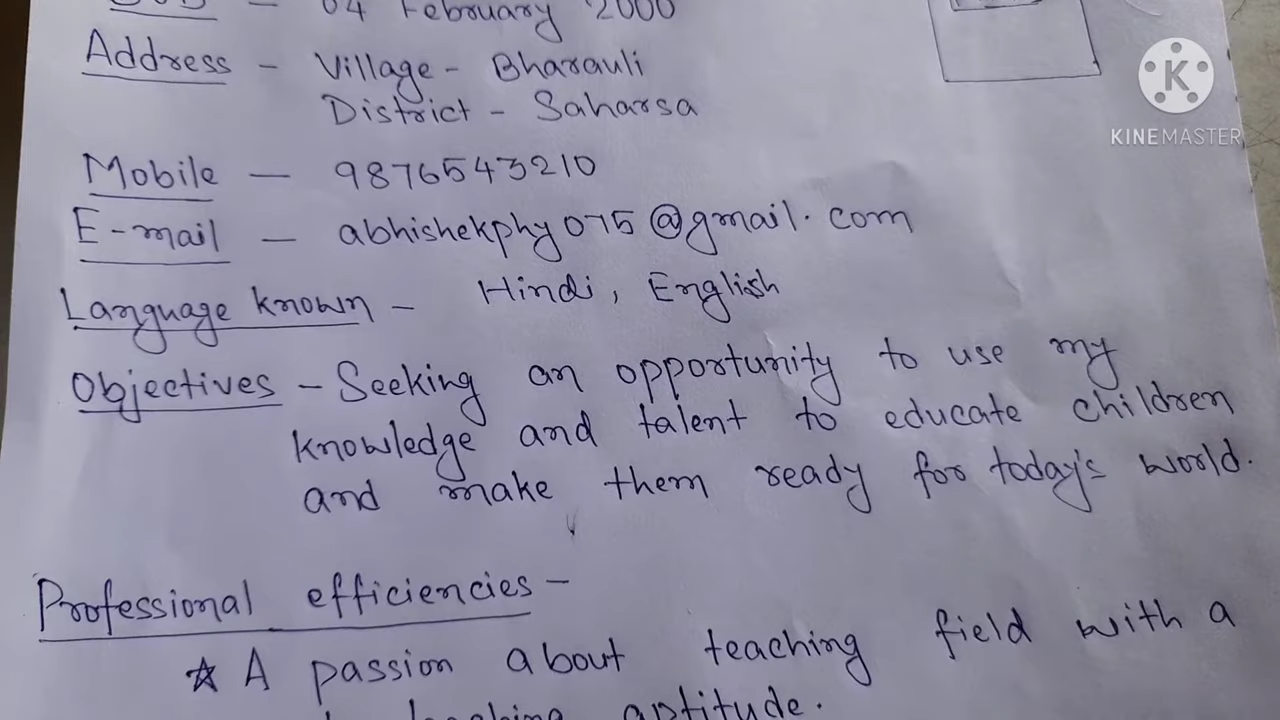 04 February 2000
Address - Village - Bharauli
District - Saharsa
Mobile - 9876543210
E-mail - abhishekphy075@gmail.com
Language known - Hindi, English
Objectives - Seeking an opportunity to use my
knowledge and talent to educate children
and make them ready for today's world.
Professional efficiencies -
☆ A passion about teaching field with a
aptitude.
K
KINEMASTER